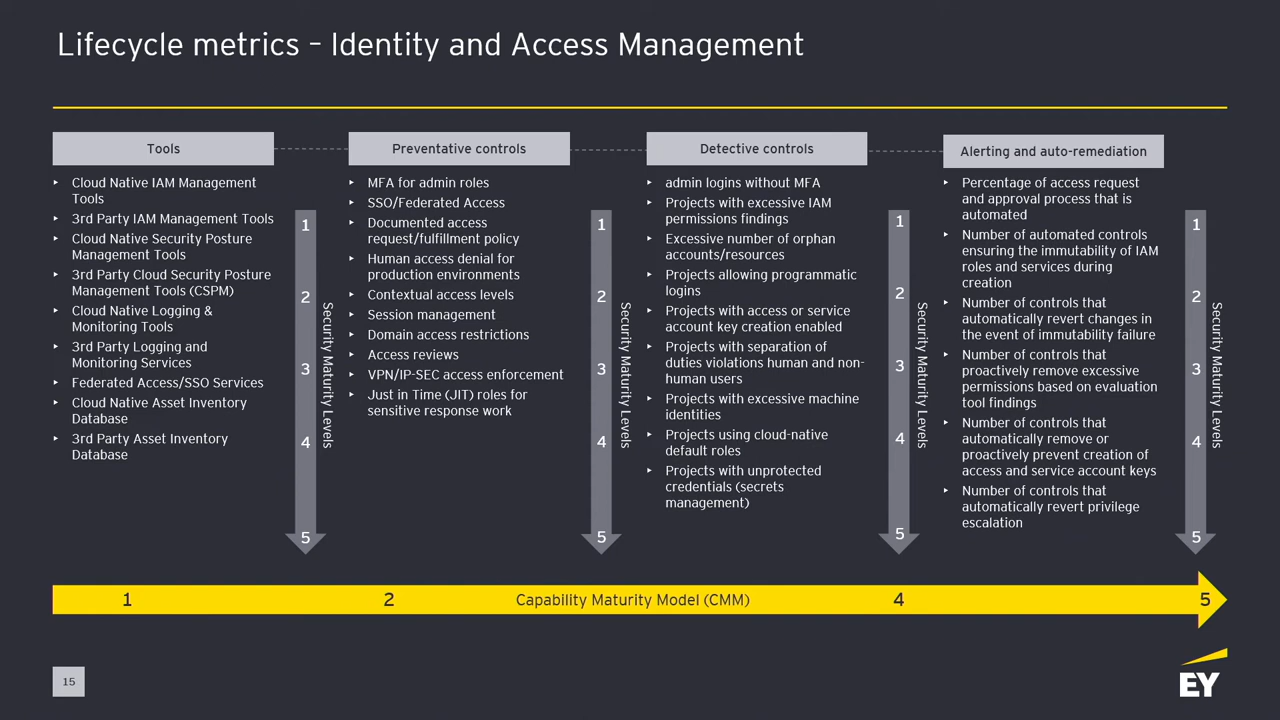 Lifecycle metrics – Identity and Access Management
Tools
Cloud Native IAM Management
Tools
3rd Party IAM Management Tools
Cloud Native Security Posture
Management Tools
3rd Party Cloud Security Posture
Management Tools (CSPM)
Cloud Native Logging &
Monitoring Tools
3rd Party Logging and
Monitoring Services
Federated Access/SSO Services
Cloud Native Asset Inventory
Database
3rd Party Asset Inventory
Database
1
2
3
4
5
Security Maturity Levels
Preventative controls
MFA for admin roles
SSO/Federated Access
Documented access
request/fulfillment policy
Human access denial for
production environments
Contextual access levels
Session management
Domain access restrictions
Access reviews
VPN/IP-SEC access enforcement
Just in Time (JIT) roles for
sensitive response work
1
2
3
4
5
Security Maturity Levels
Detective controls
admin logins without MFA
Projects with excessive IAM
permissions findings
Excessive number of orphan
accounts/resources
Projects allowing programmatic
logins
Projects with access or service
account key creation enabled
Projects with separation of
duties violations human and non-
human users
Projects with excessive machine
identities
Projects using cloud-native
default roles
Projects with unprotected
credentials (secrets
management)
1
2
3
4
5
Security Maturity Levels
Alerting and auto-remediation
Percentage of access request
and approval process that is
automated
Number of automated controls
ensuring the immutability of IAM
roles and services during
creation
Number of controls that
automatically revert changes in
the event of immutability failure
Number of controls that
proactively remove excessive
permissions based on evaluation
tool findings
Number of controls that
automatically remove or
proactively prevent creation of
access and service account keys
Number of controls that
automatically revert privilege
escalation
1
2
3
4
5
Security Maturity Levels
1 2 Capability Maturity Model (CMM) 4 5
15
EY